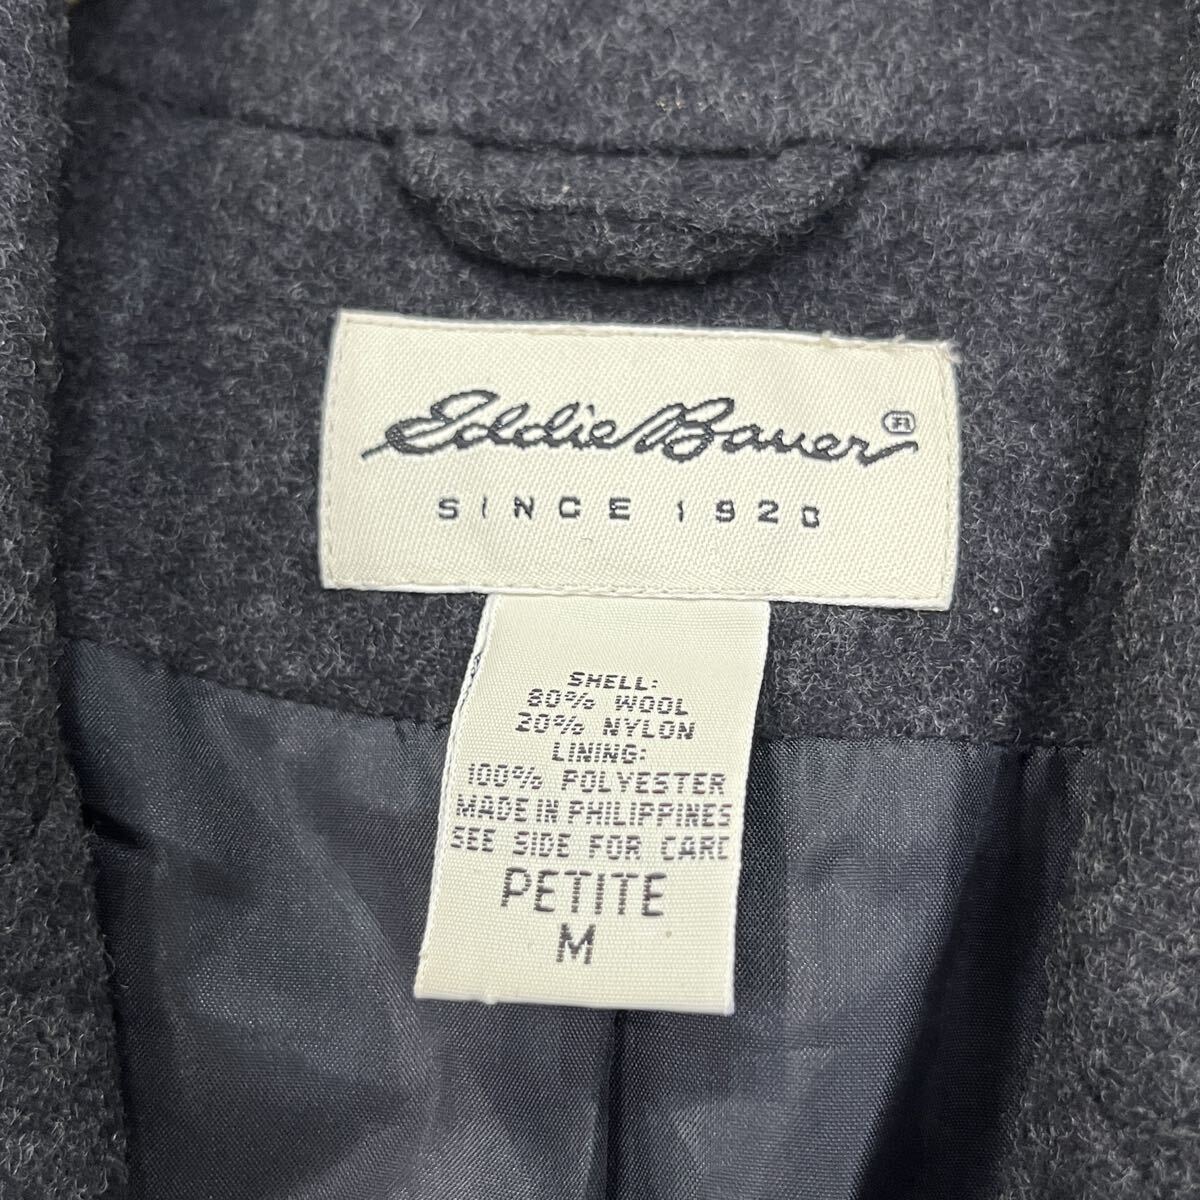 Eddie Bauer®
SINCE 1920
SHELL:
80% WOOL
20% NYLON
LINING:
100% POLYESTER
MADE IN PHILIPPINES
SEE SIDE FOR CARE
PETITE
M